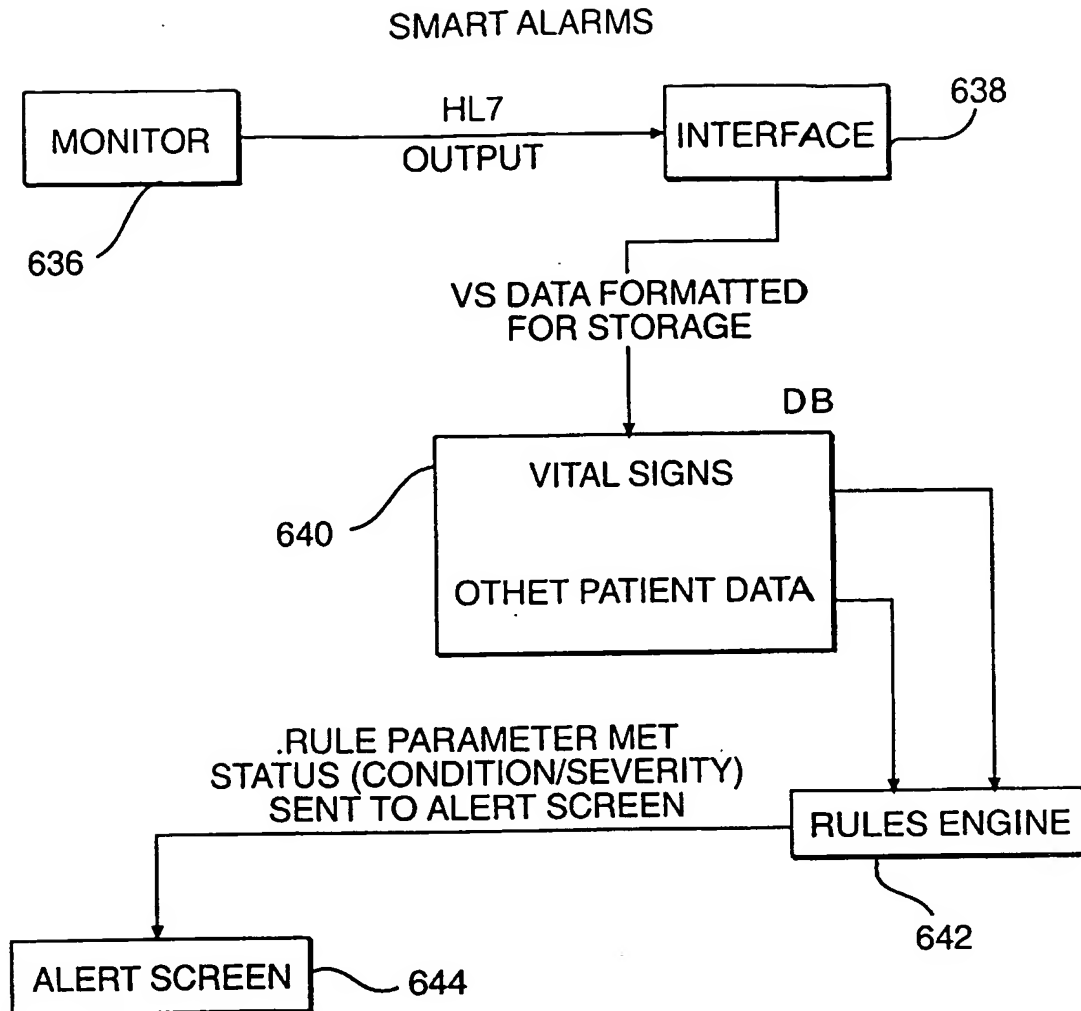 SMART ALARMS
MONITOR
HL7
OUTPUT
INTERFACE
638
636
VS DATA FORMATTED
FOR STORAGE
DB
VITAL SIGNS
640
OTHET PATIENT DATA
.RULE PARAMETER MET
STATUS (CONDITION/SEVERITY)
SENT TO ALERT SCREEN
RULES ENGINE
642
ALERT SCREEN
644